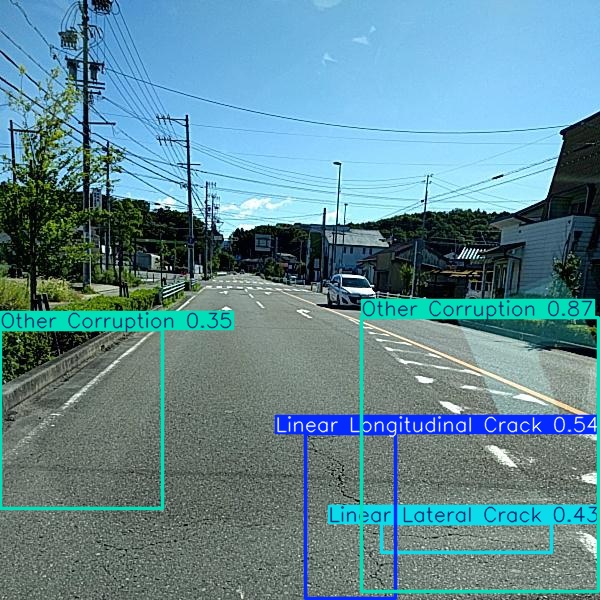 Other Corruption 0.87
Other Corruption 0.35
Linear Longitudinal Crack 0.54
Linear Lateral Crack 0.43